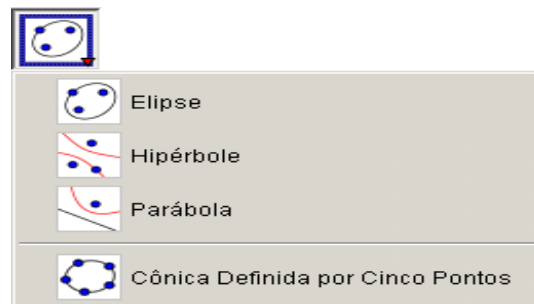 Elipse
Hipérbole
Parábola
Cônica Definida por Cinco Pontos